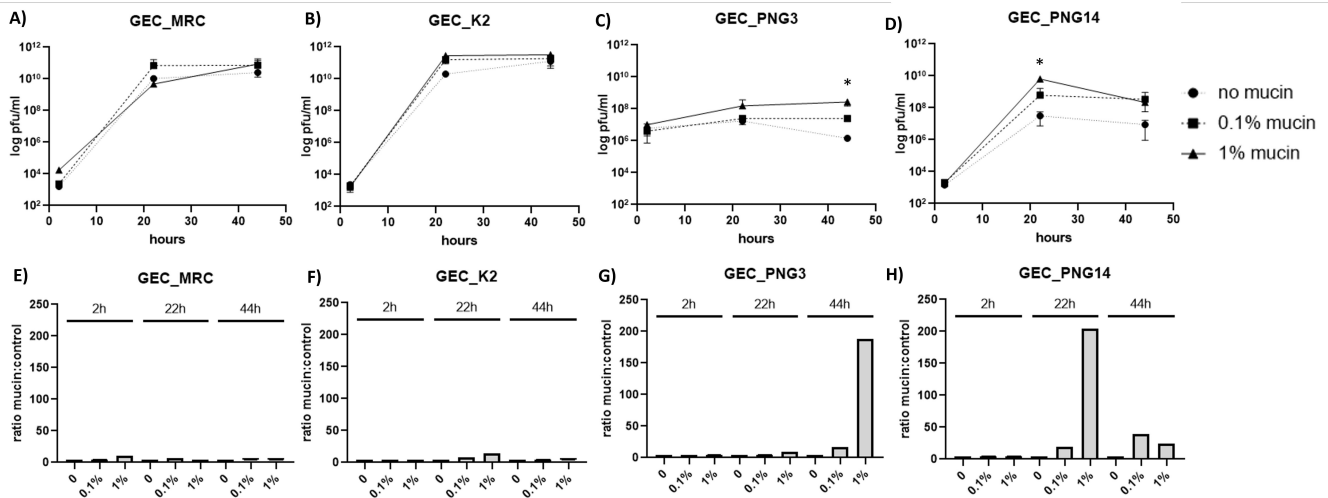 A) GEC_MRC
10^12
10^10
10^8
10^6
10^4
10^2
log pfu/ml
0 10 20 30 40 50
hours
B) GEC_K2
10^12
10^10
10^8
10^6
10^4
10^2
log pfu/ml
0 10 20 30 40 50
hours
C) GEC_PNG3
10^12
10^10
10^8
10^6
10^4
10^2
log pfu/ml
*
0 10 20 30 40 50
hours
D) GEC_PNG14
10^12
10^10
10^8
10^6
10^4
10^2
log pfu/ml
*
0 10 20 30 40 50
hours
no mucin
0.1% mucin
1% mucin
E) GEC_MRC
2h 22h 44h
250
200
150
100
50
0
ratio mucin:control
0 0.1% 1% 0 0.1% 1% 0 0.1% 1%
F) GEC_K2
2h 22h 44h
250
200
150
100
50
0
ratio mucin:control
0 0.1% 1% 0 0.1% 1% 0 0.1% 1%
G) GEC_PNG3
2h 22h 44h
250
200
150
100
50
0
ratio mucin:control
0 0.1% 1% 0 0.1% 1% 0 0.1% 1%
H) GEC_PNG14
2h 22h 44h
250
200
150
100
50
0
ratio mucin:control
0 0.1% 1% 0 0.1% 1% 0 0.1% 1%